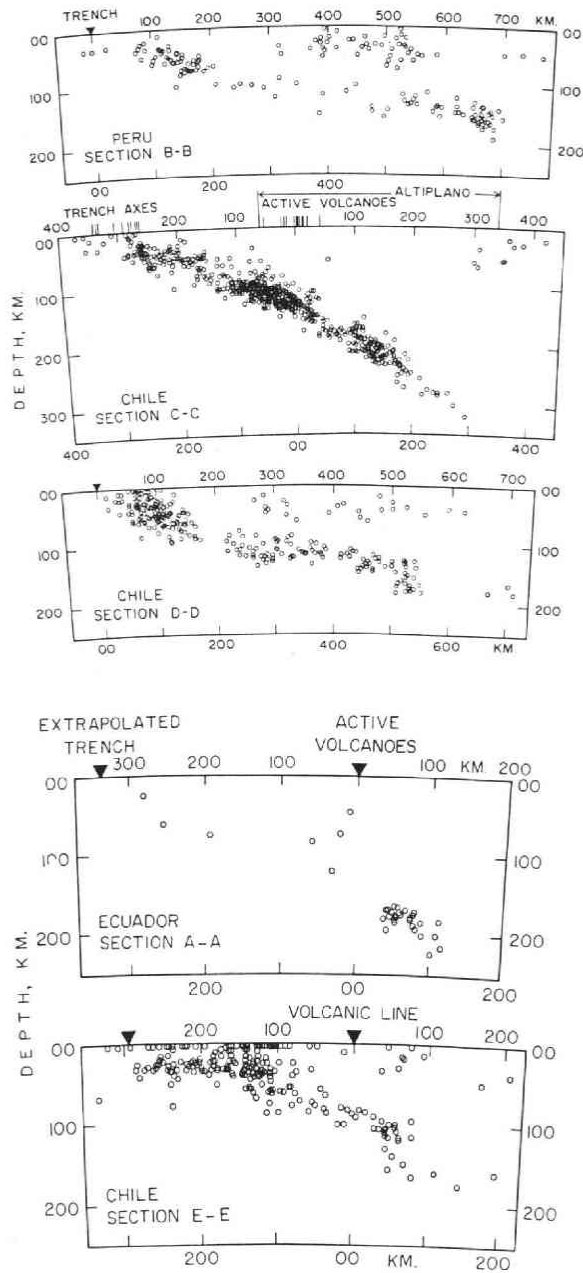 TRENCH 100 200 300 400 500 600 700 KM.
00 00
100 100
200 200
PERU
SECTION B-B
00 200 400 600
ALTIPLANO
TRENCH AXES ACTIVE VOLCANOES
400 200 100 100 200 300 400
00 00
100 100
200 200
300 300
CHILE
SECTION C-C
400 200 00 200 400
DEPTH, KM.
00 100 200 300 400 500 600 700
00 00
100 100
200 200
CHILE
SECTION D-D
00 200 400 600 KM.
EXTRAPOLATED ACTIVE
TRENCH VOLCANOES
300 200 100 KM. 200
00 00
100 100
200 200
ECUADOR
SECTION A-A
200 00 200
DEPTH, KM.
VOLCANIC LINE
200 100 100 200
00 00
100 100
200 200
CHILE
SECTION E-E
200 00 KM. 200